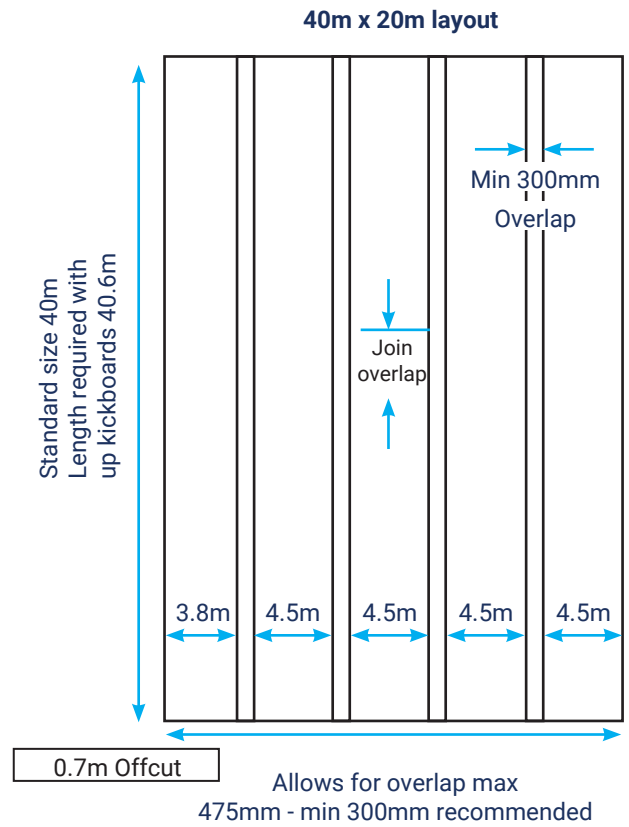 40m x 20m layout
Min 300mm
Overlap
Standard size 40m
Length required with
up kickboards 40.6m
Join
overlap
3.8m
4.5m
4.5m
4.5m
4.5m
0.7m Offcut
Allows for overlap max
475mm - min 300mm recommended